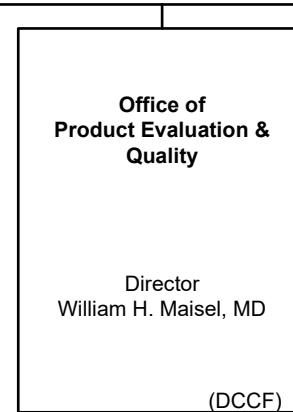 Office of
Product Evaluation &
Quality
Director
William H. Maisel, MD
(DCCF)